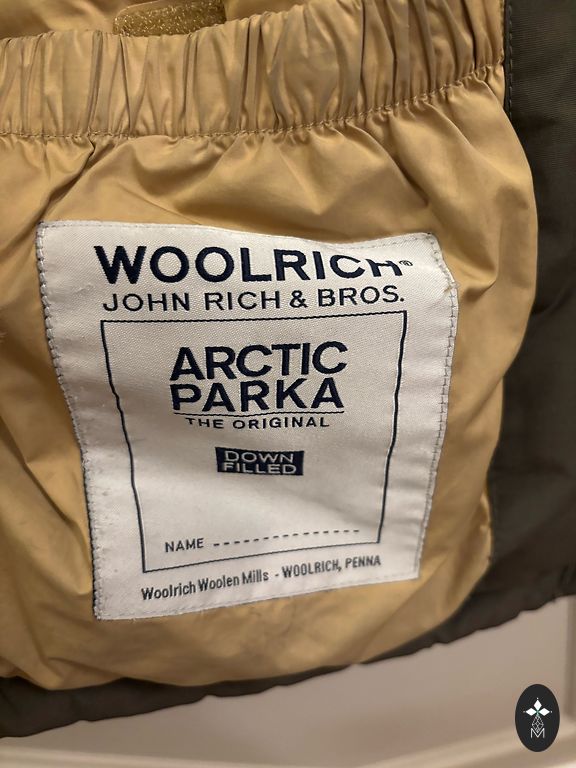 WOOLRICH®
JOHN RICH & BROS.
ARCTIC
PARKA
THE ORIGINAL
DOWN
FILLED
NAME ---------------
Woolrich Woolen Mills - WOOLRICH, PENNA
M